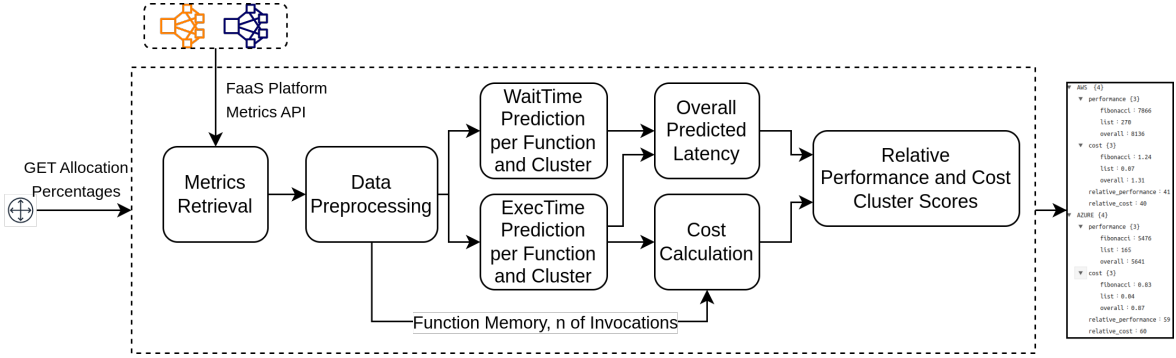 FaaS Platform
Metrics API
GET Allocation
Percentages
Metrics
Retrieval
Data
Preprocessing
WaitTime
Prediction
per Function
and Cluster
ExecTime
Prediction
per Function
and Cluster
Overall
Predicted
Latency
Cost
Calculation
Function Memory, n of Invocations
Relative
Performance and Cost
Cluster Scores
AWS {4}
performance {3}
fibonacci : 7866
list : 270
overall : 8136
cost {3}
fibonacci : 1.24
list : 0.07
overall : 1.31
relative_performance : 41
relative_cost : 40
AZURE {4}
performance {3}
fibonacci : 5476
list : 165
overall : 5641
cost {3}
fibonacci : 0.83
list : 0.04
overall : 0.87
relative_performance : 59
relative_cost : 60